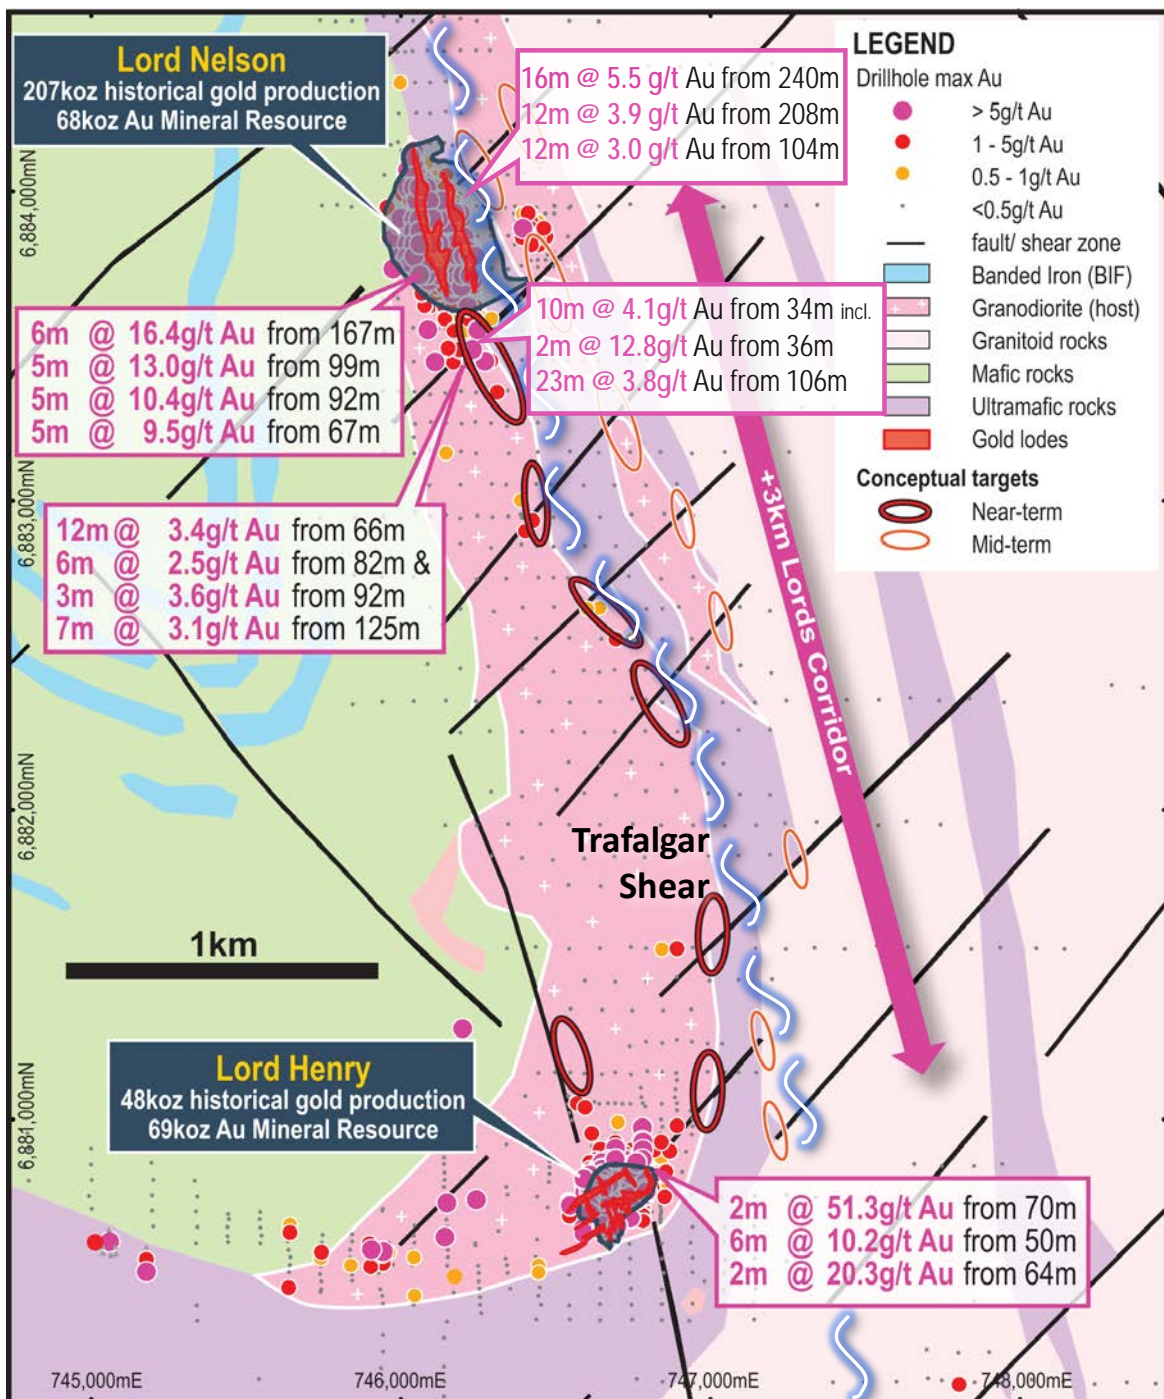 Lord Nelson
207koz historical gold production
68koz Au Mineral Resource
16m @ 5.5 g/t Au from 240m
12m @ 3.9 g/t Au from 208m
12m @ 3.0 g/t Au from 104m
LEGEND
Drillhole max Au
> 5g/t Au
1 - 5g/t Au
0.5 - 1g/t Au
<0.5g/t Au
fault/ shear zone
Banded Iron (BIF)
Granodiorite (host)
Granitoid rocks
Mafic rocks
Ultramafic rocks
Gold lodes
Conceptual targets
Near-term
Mid-term
6,884,000mN
10m @ 4.1g/t Au from 34m incl.
2m @ 12.8g/t Au from 36m
23m @ 3.8g/t Au from 106m
6m @ 16.4g/t Au from 167m
5m @ 13.0g/t Au from 99m
5m @ 10.4g/t Au from 92m
5m @ 9.5g/t Au from 67m
6,883,000mN
12m @ 3.4g/t Au from 66m
6m @ 2.5g/t Au from 82m &
3m @ 3.6g/t Au from 92m
7m @ 3.1g/t Au from 125m
+3km Lords Corridor
6,882,000mN
Trafalgar
Shear
1km
Lord Henry
48koz historical gold production
69koz Au Mineral Resource
6,881,000mN
2m @ 51.3g/t Au from 70m
6m @ 10.2g/t Au from 50m
2m @ 20.3g/t Au from 64m
745,000mE
746,000mE
747,000mE
748,000mE